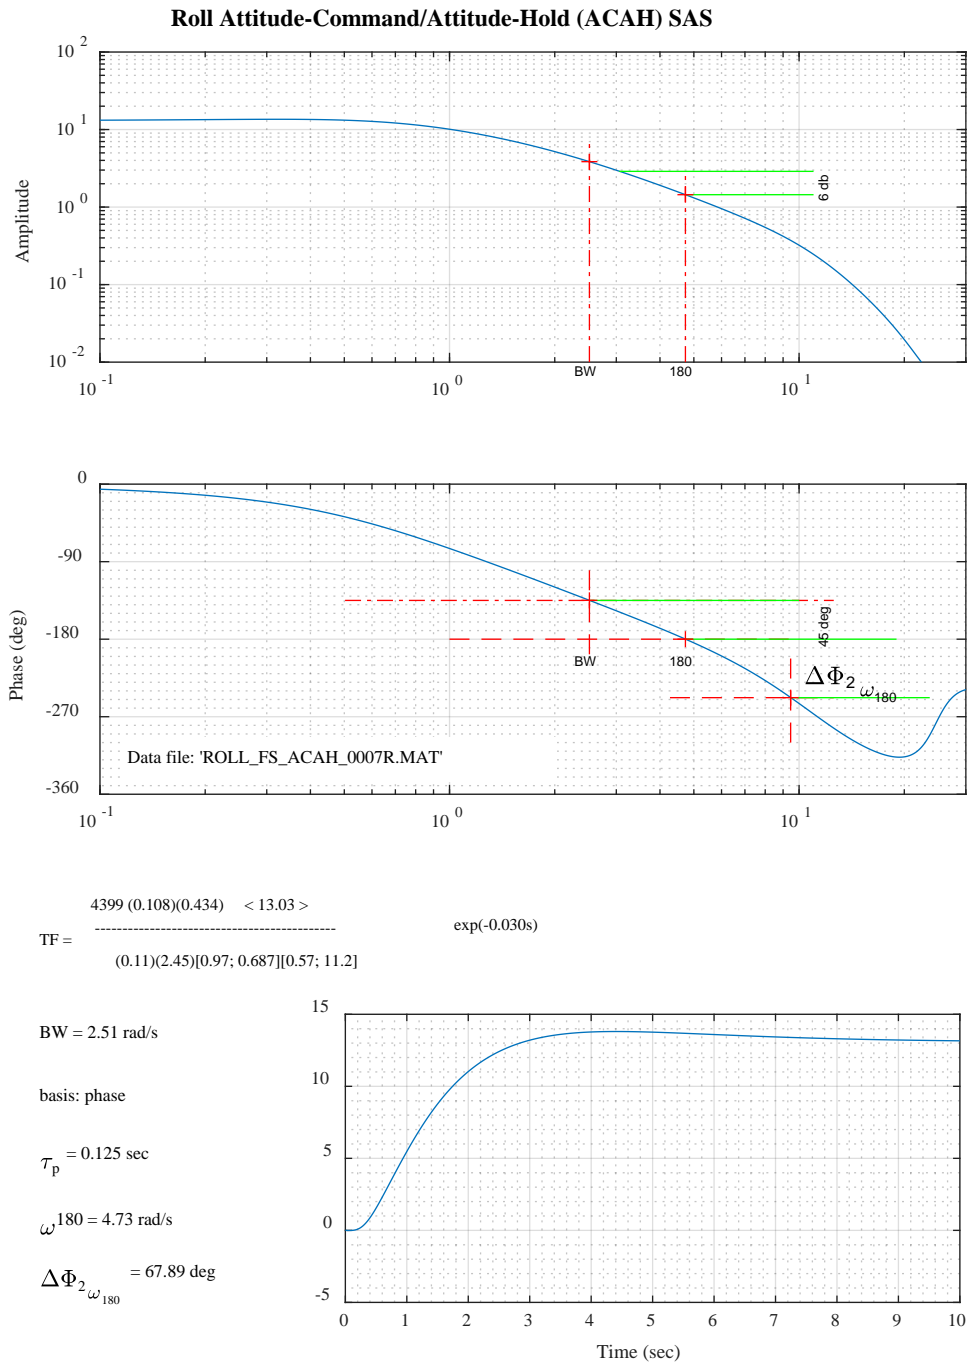 Roll Attitude-Command/Attitude-Hold (ACAH) SAS
10 2
10 1
10 0
10 -1
10 -2
Amplitude
6 db
BW
180
10 -1
10 0
10 1
0
-90
-180
-270
-360
Phase (deg)
45 deg
BW
180
ΔΦ2 ω180
Data file: 'ROLL_FS_ACAH_0007R.MAT'
10 -1
10 0
10 1
4399 (0.108)(0.434) < 13.03 >
TF = -------------------------------------------- exp(-0.030s)
(0.11)(2.45)[0.97; 0.687][0.57; 11.2]
BW = 2.51 rad/s
basis: phase
τp = 0.125 sec
ω180 = 4.73 rad/s
ΔΦ2 ω180 = 67.89 deg
15
10
5
0
-5
0 1 2 3 4 5 6 7 8 9 10
Time (sec)